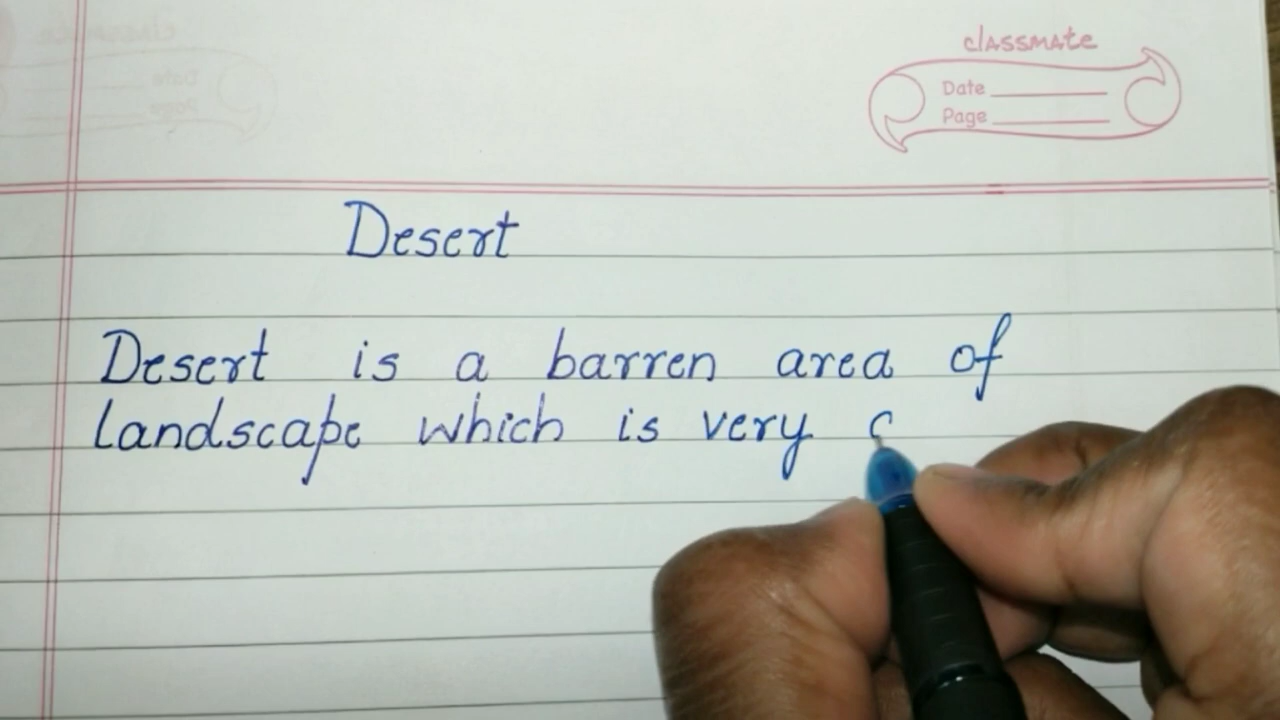 classmate
Date
Page
Desert
Desert is a barren area of
landscape which is very